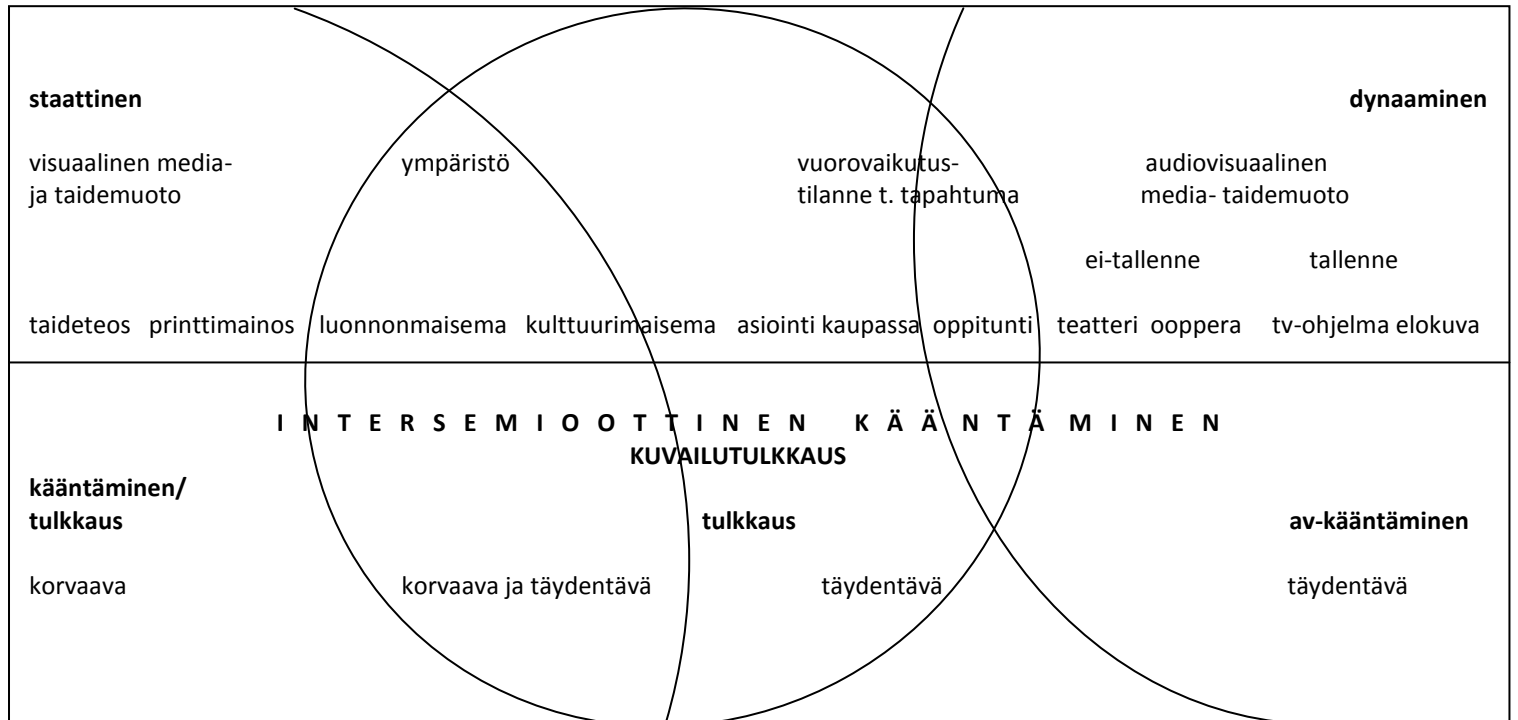 staattinen dynaaminen
visuaalinen media- ympäristö vuorovaikutus- audiovisuaalinen
ja taidemuoto tilanne t. tapahtuma media- taidemuoto
ei-tallenne tallenne
taideteos printtimainos luonnonmaisema kulttuurimaisema asiointi kaupassa oppitunti teatteri ooppera tv-ohjelma elokuva
I N T E R S E M I O O T T I N E N K Ä Ä N T Ä M I N E N
KUVAILUTULKKAUS
kääntäminen/
tulkkaus tulkkaus av-kääntäminen
korvaava korvaava ja täydentävä täydentävä täydentävä